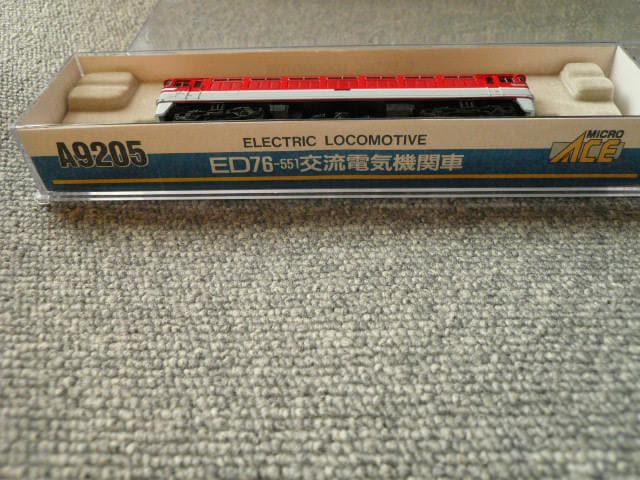 A9205
ELECTRIC LOCOMOTIVE
ED76-551交流電気機関車
MICRO
ACE